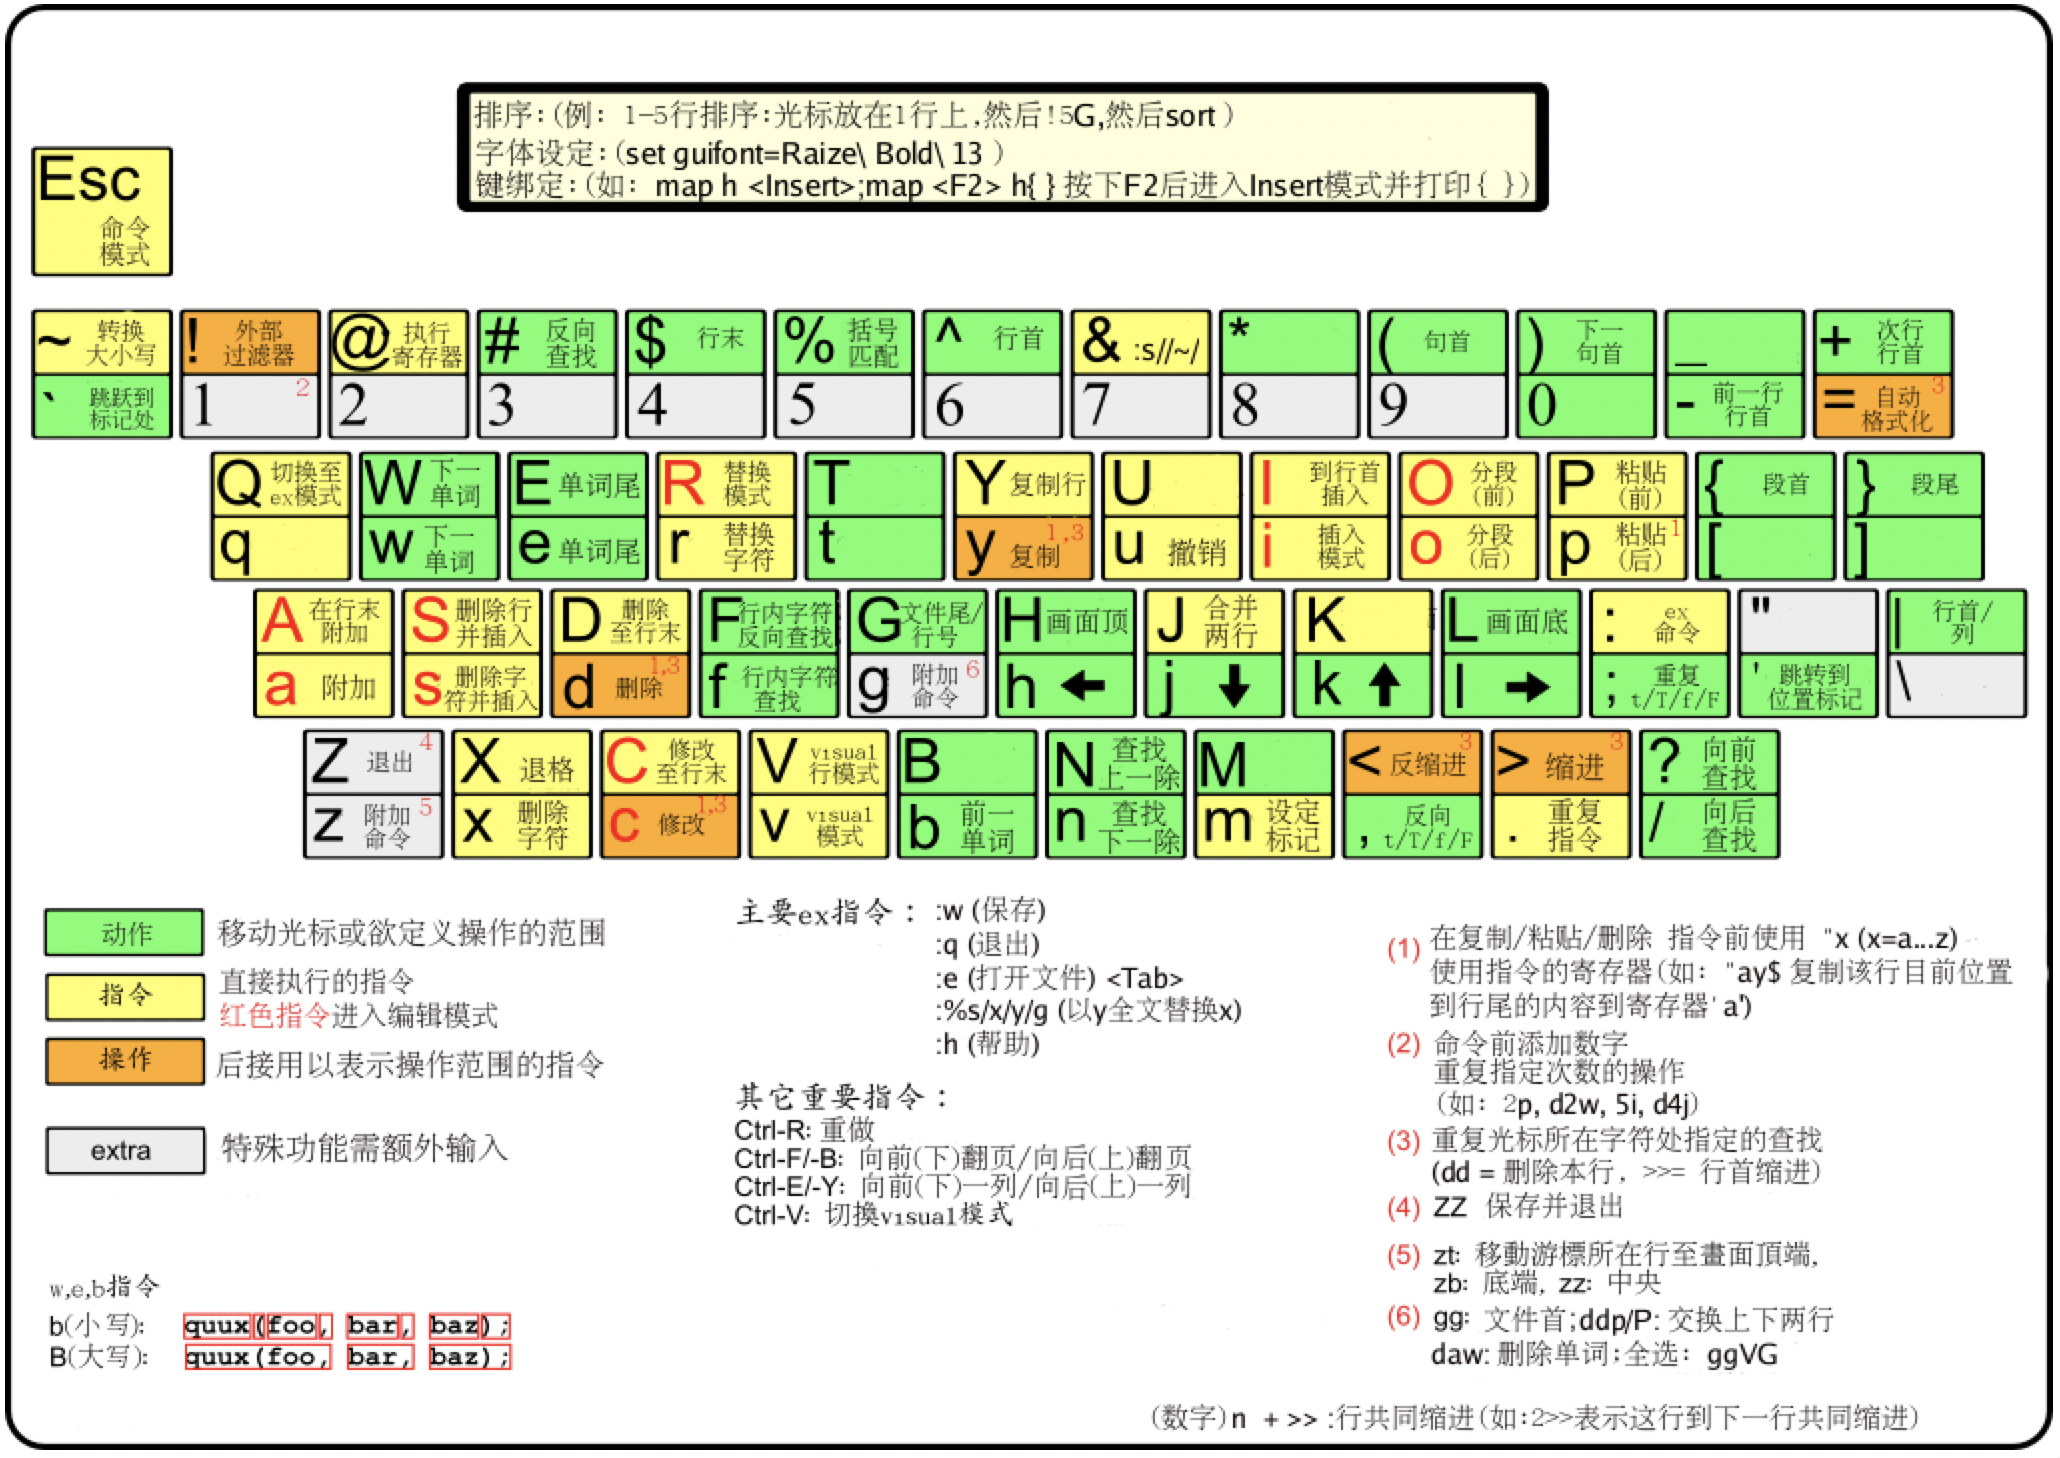 排序:(例: 1-5行排序:光标放在1行上,然后!5G,然后sort )
字体设定:(set guifont=Raize\ Bold\ 13 )
键绑定:(如: map h <Insert>;map <F2> h{ } 按下F2后进入Insert模式并打印{ })
Esc
命令
模式
~ 转换
大小写
! 外部
过滤器
@ 执行
寄存器
# 反向
查找
$ 行末
% 括号
匹配
^ 行首
& :s//~/
*
( 句首
) 下一
句首
_
+ 次行
行首
` 跳跃到
标记处
1 2
2
3
4
5
6
7
8
9
0
- 前一行
行首
= 自动 3
格式化
Q 切换至
ex模式
W 下一
单词
E 单词尾
R 替换
模式
T
Y 复制行
U
I 到行首
插入
O 分段
(前)
P 粘贴
(前)
{ 段首
} 段尾
q
w 下一
单词
e 单词尾
r 替换
字符
t
y 复制 1,3
u 撤销
i 插入
模式
o 分段
(后)
p 粘贴 1
(后)
[
]
A 在行末
附加
S 删除行
并插入
D 删除
至行末
F 行内字符
反向查找
G 文件尾/
行号
H 画面顶
J 合并
两行
K
L 画面底
: ex
命令
"
| 行首/
列
a 附加
s 删除字
符并插入
d 删除 1,3
f 行内字符
查找
g 附加 6
命令
h ←
j ↓
k ↑
l →
; 重复
t/T/f/F
' 跳转到
位置标记
\
Z 退出 4
X 退格
C 修改
至行末
V visual
行模式
B
N 查找
上一除
M
< 反缩进 3
> 缩进 3
? 向前
查找
z 附加 5
命令
x 删除
字符
c 修改 1,3
v visual
模式
b 前一
单词
n 查找
下一除
m 设定
标记
, 反向
t/T/f/F
. 重复
指令
/ 向后
查找
动作 移动光标或欲定义操作的范围
指令 直接执行的指令
红色指令进入编辑模式
操作 后接用以表示操作范围的指令
extra 特殊功能需额外输入
w,e,b指令
b(小写): quux(foo, bar, baz);
B(大写): quux(foo, bar, baz);
主要ex指令: :w (保存)
:q (退出)
:e (打开文件) <Tab>
:%s/x/y/g (以y全文替换x)
:h (帮助)
其它重要指令:
Ctrl-R: 重做
Ctrl-F/-B: 向前(下)翻页/向后(上)翻页
Ctrl-E/-Y: 向前(下)一列/向后(上)一列
Ctrl-V: 切换visual模式
(1) 在复制/粘贴/删除 指令前使用 "x (x=a...z)
使用指令的寄存器(如: "ay$ 复制该行目前位置
到行尾的内容到寄存器'a')
(2) 命令前添加数字
重复指定次数的操作
(如: 2p, d2w, 5i, d4j)
(3) 重复光标所在字符处指定的查找
(dd = 删除本行, >>= 行首缩进)
(4) ZZ 保存并退出
(5) zt: 移動游標所在行至畫面頂端,
zb: 底端, zz: 中央
(6) gg: 文件首;ddp/P: 交换上下两行
daw: 删除单词;全选: ggVG
(数字)n + >> :行共同缩进(如:2>>表示这行到下一行共同缩进)